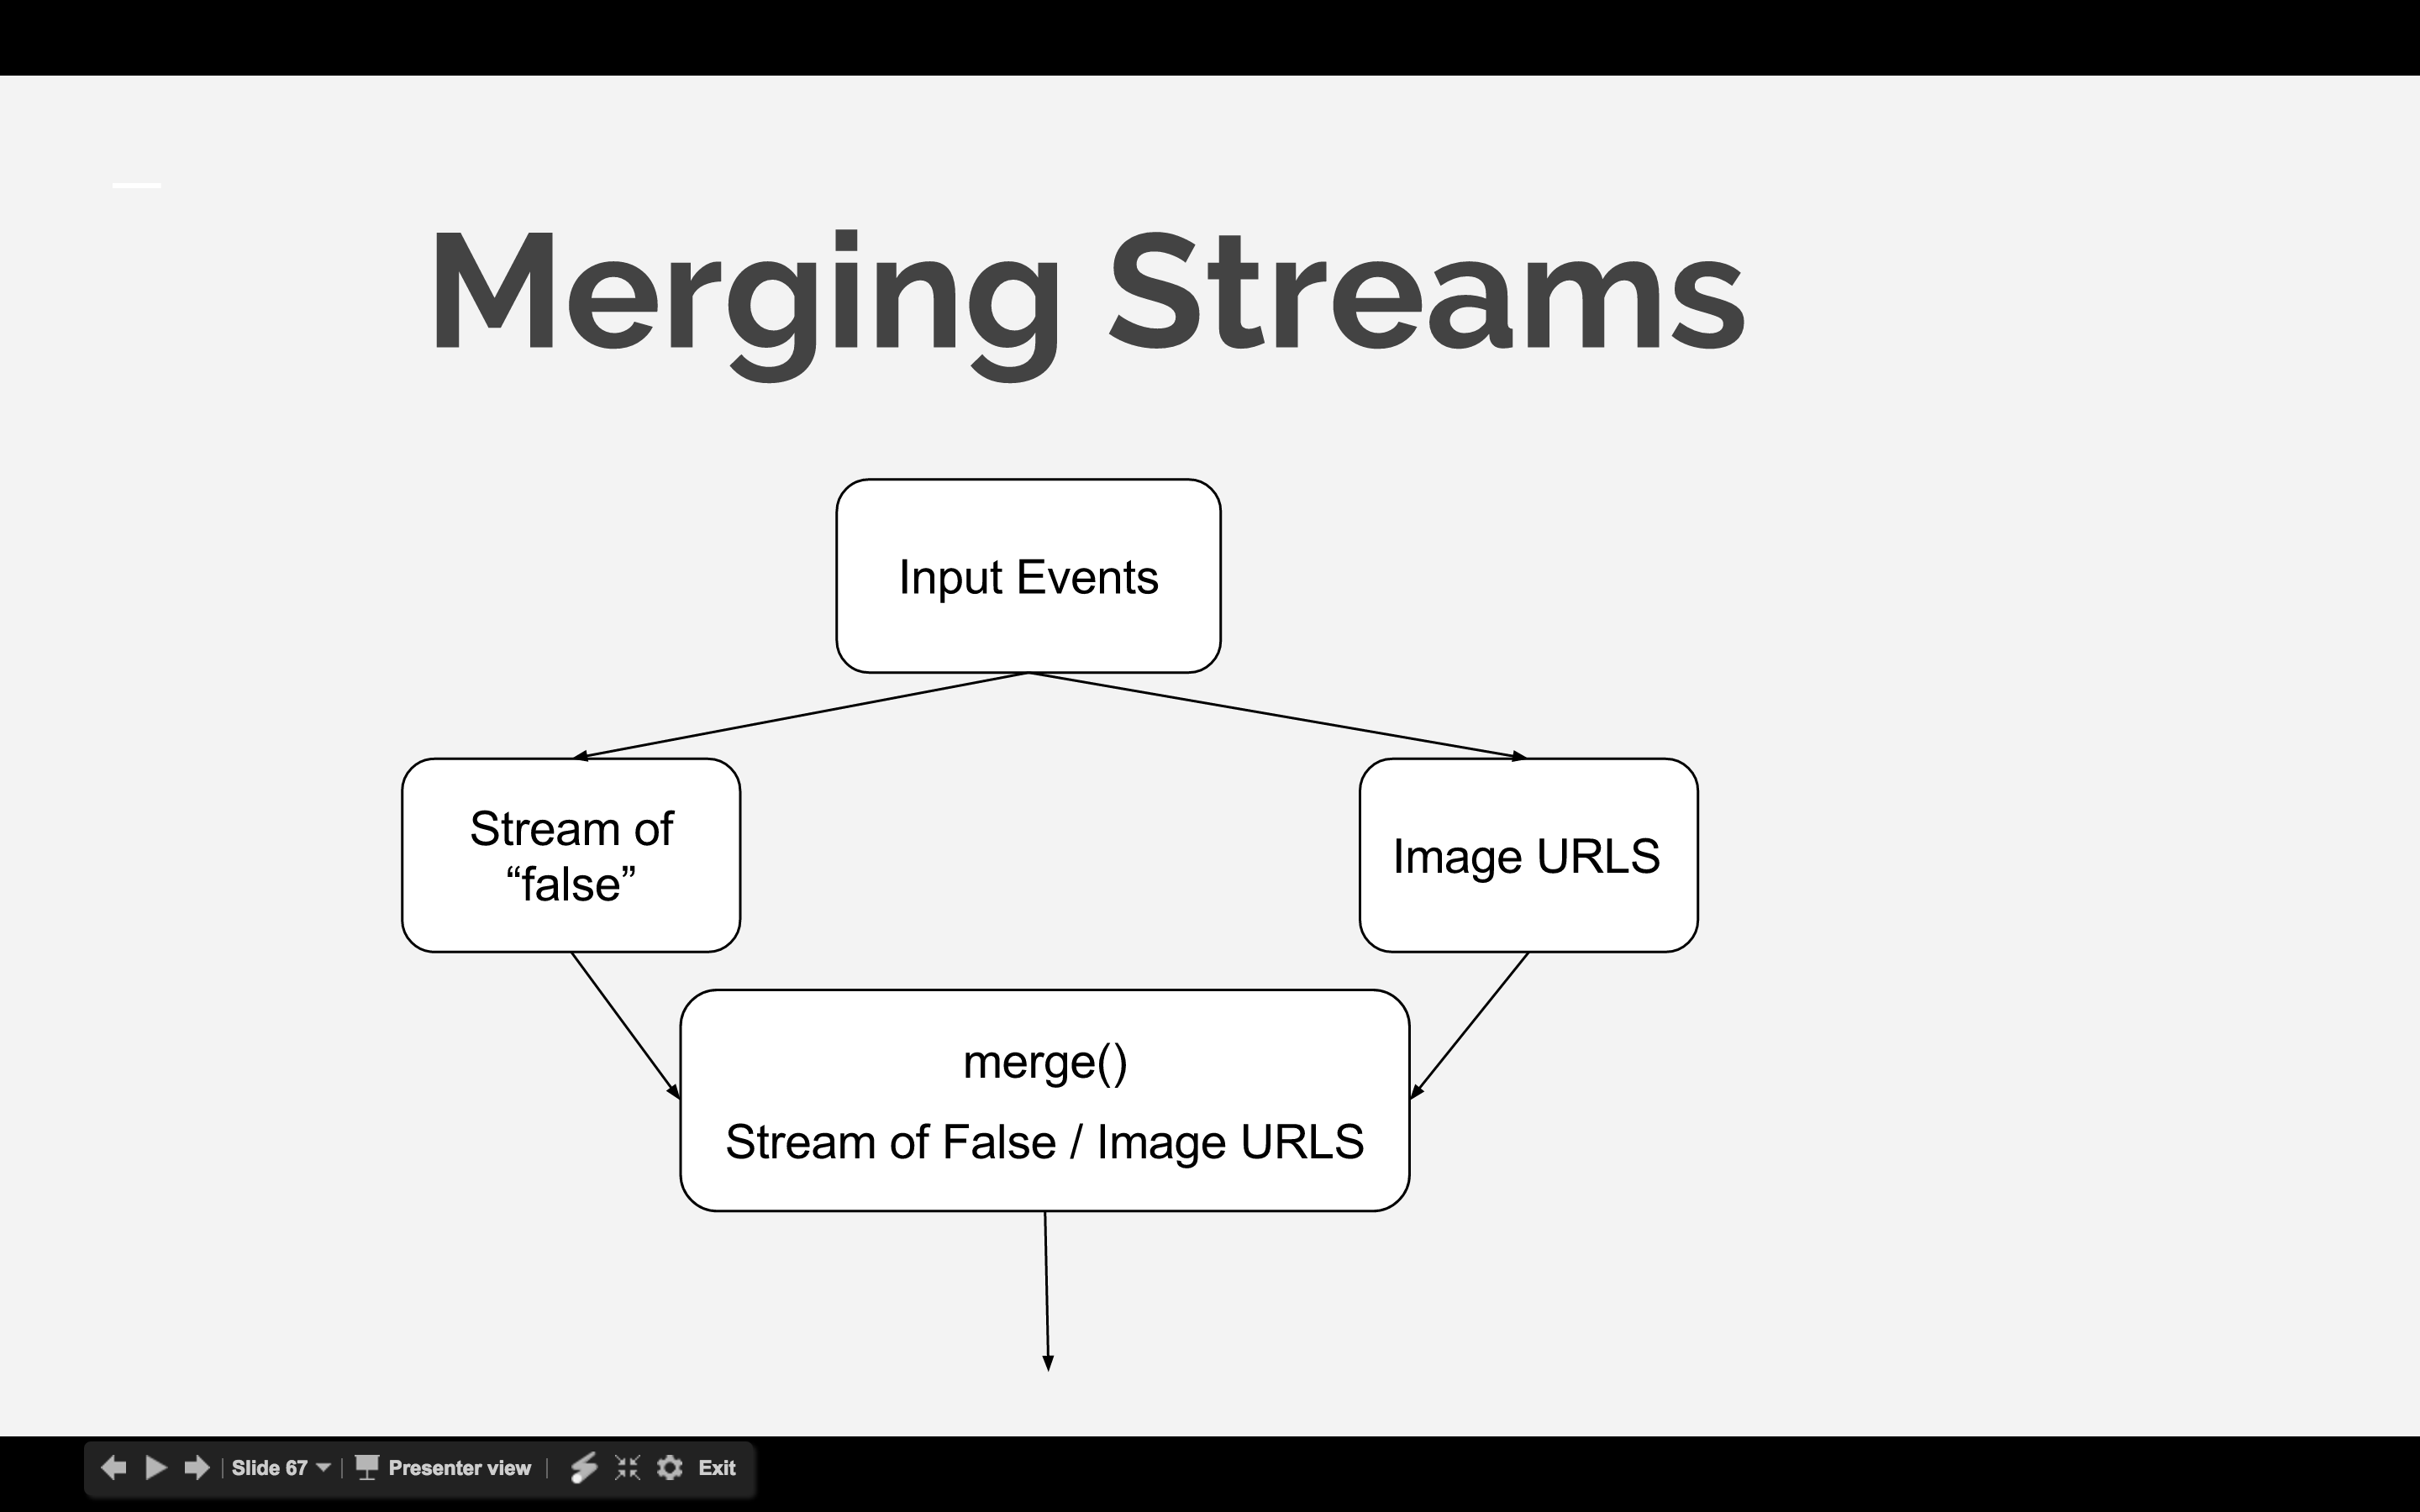 Merging Streams
Input Events
Stream of
“false”
Image URLS
merge()
Stream of False / Image URLS
Slide 67
Presenter view
Exit